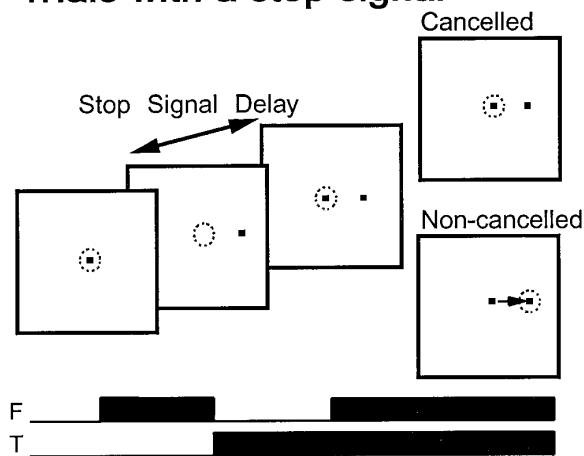 Trials with a stop signal
Cancelled
Stop Signal Delay
Non-cancelled
F
T